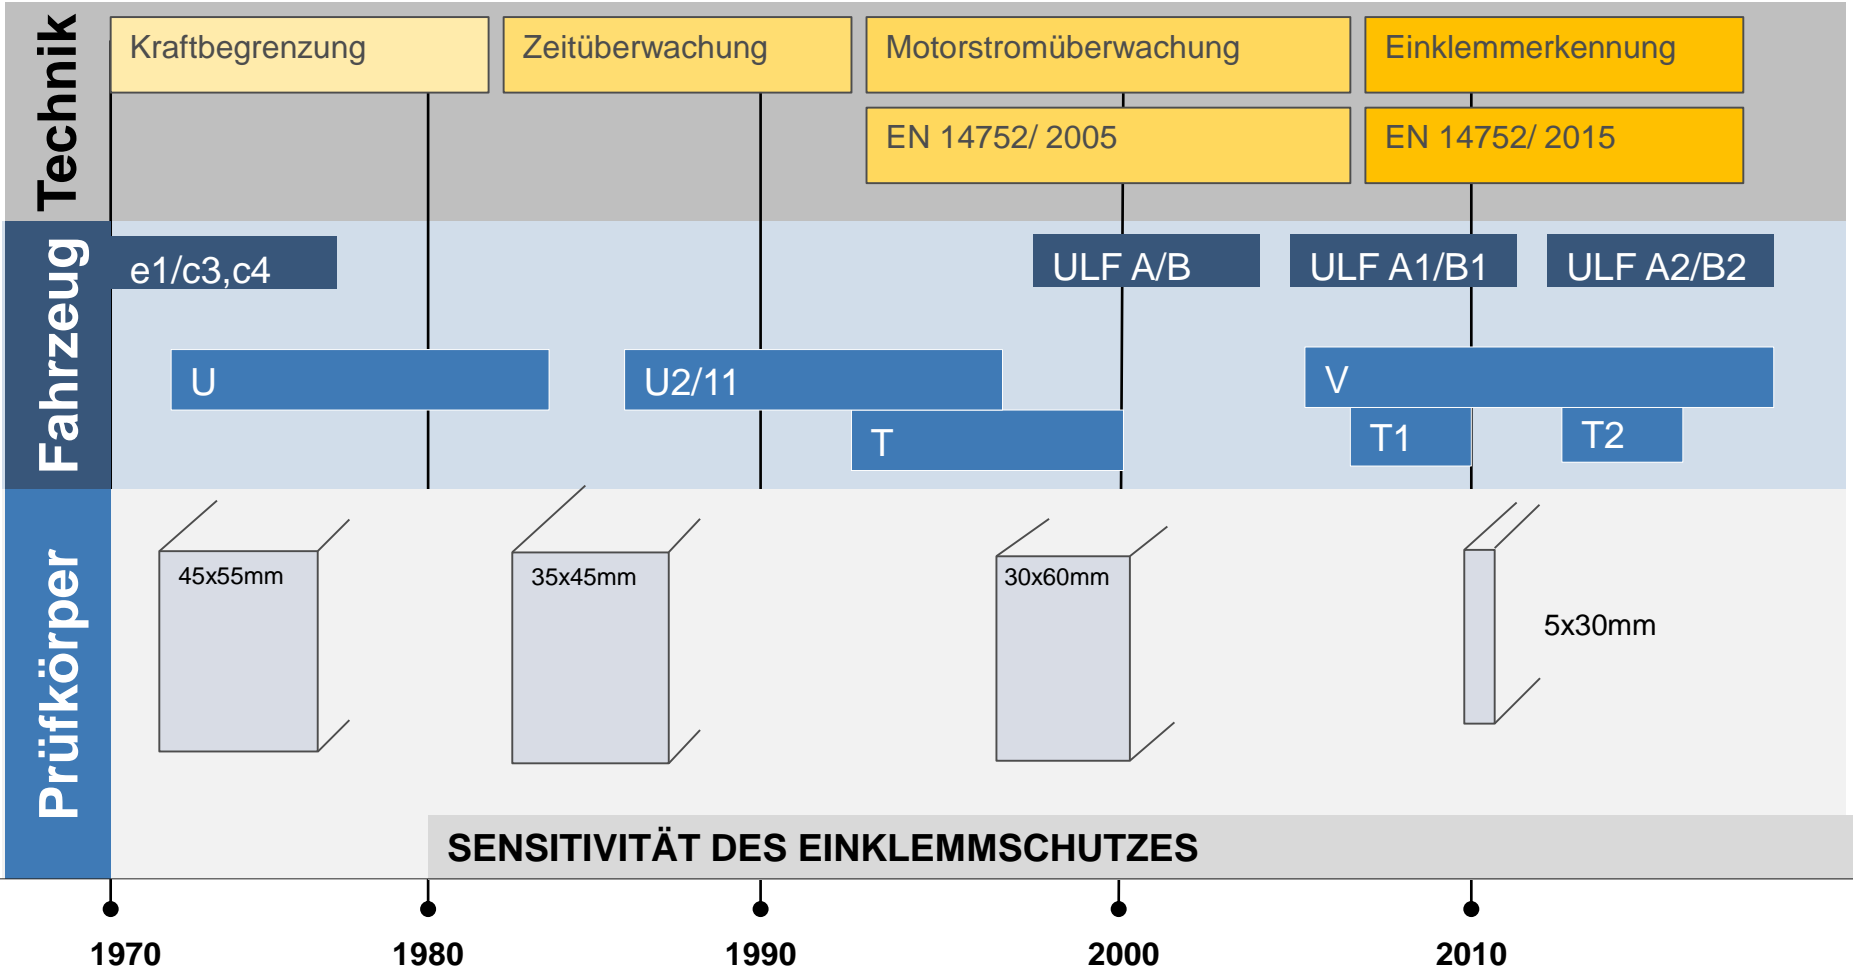 Technik
Kraftbegrenzung
Zeitüberwachung
Motorstromüberwachung
Einklemmerkennung
EN 14752/ 2005
EN 14752/ 2015
Fahrzeug
e1/c3,c4
ULF A/B
ULF A1/B1
ULF A2/B2
U
U2/11
V
T
T1
T2
Prüfkörper
45x55mm
35x45mm
30x60mm
5x30mm
SENSITIVITÄT DES EINKLEMMSCHUTZES
1970
1980
1990
2000
2010